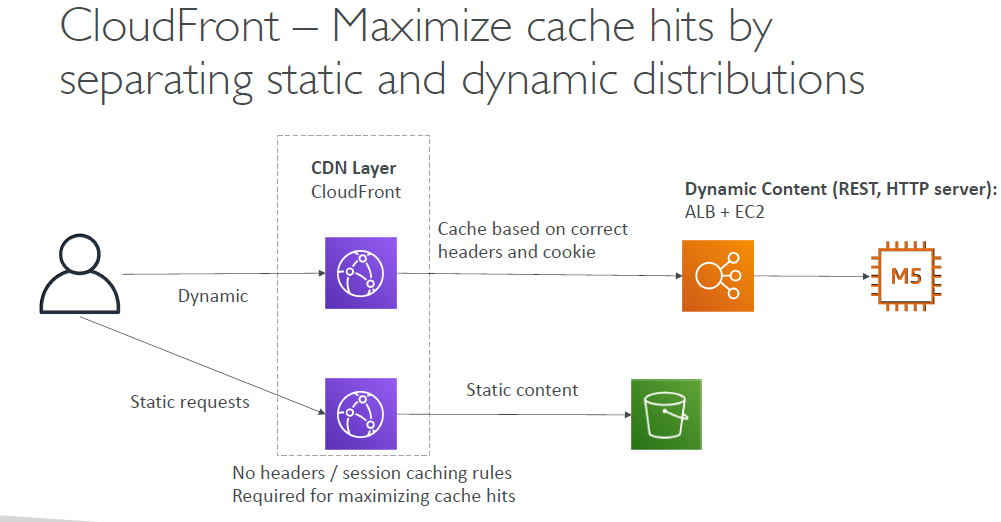 CloudFront – Maximize cache hits by
separating static and dynamic distributions
CDN Layer
CloudFront
Dynamic Content (REST, HTTP server):
ALB + EC2
Cache based on correct
headers and cookie
M5
Dynamic
Static requests
Static content
No headers / session caching rules
Required for maximizing cache hits